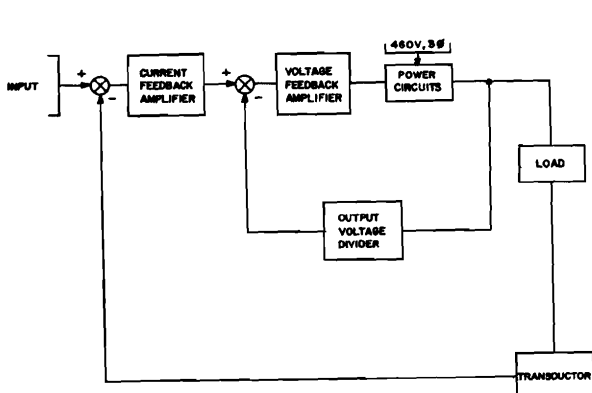 460V, 3Ø
INPUT
+
-
CURRENT
FEEDBACK
AMPLIFIER
+
-
VOLTAGE
FEEDBACK
AMPLIFIER
POWER
CIRCUITS
LOAD
OUTPUT
VOLTAGE
DIVIDER
TRANSDUCTOR